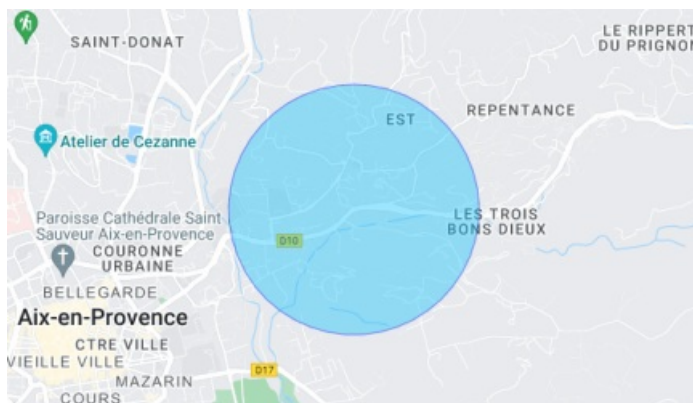 LE RIPPERT
DU PRIGNON
SAINT-DONAT
REPENTANCE
EST
Atelier de Cezanne
LES TROIS
BONS DIEUX
Paroisse Cathédrale Saint
Sauveur Aix-en-Provence
D10
COURONNE
URBAINE
BELLEGARDE
Aix-en-Provence
CTRE VILLE
VIEILLE VILLE
D17
MAZARIN
COURS